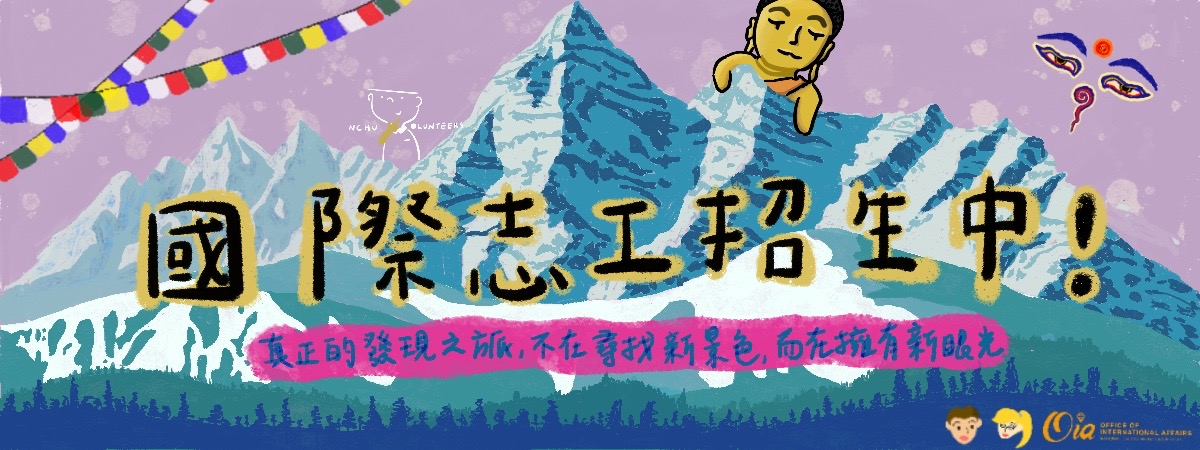 NCHU VOLUNTEERS
國際志工招生中!
真正的發現之旅,不在尋找新景色,而在擁有新眼光
Oia OFFICE OF
INTERNATIONAL AFFAIRS